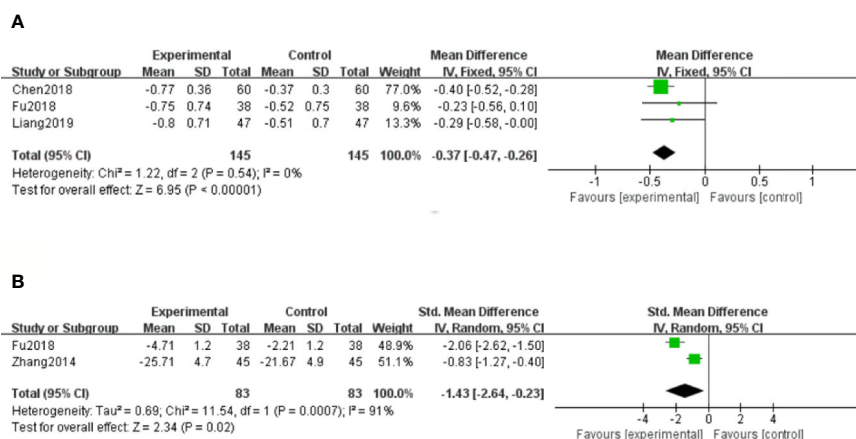 A
Experimental Control Mean Difference Mean Difference
Study or Subgroup Mean SD Total Mean SD Total Weight IV, Fixed, 95% CI IV, Fixed, 95% CI
Chen2018 -0.77 0.36 60 -0.37 0.3 60 77.0% -0.40 [-0.52, -0.28]
Fu2018 -0.75 0.74 38 -0.52 0.75 38 9.6% -0.23 [-0.56, 0.10]
Liang2019 -0.8 0.71 47 -0.51 0.7 47 13.3% -0.29 [-0.58, -0.00]
Total (95% CI) 145 145 100.0% -0.37 [-0.47, -0.26]
Heterogeneity: Chi² = 1.22, df = 2 (P = 0.54); I² = 0%
Test for overall effect: Z = 6.95 (P < 0.00001)
-1 -0.5 0 0.5 1
Favours [experimental] Favours [control]
B
Experimental Control Std. Mean Difference Std. Mean Difference
Study or Subgroup Mean SD Total Mean SD Total Weight IV, Random, 95% CI IV, Random, 95% CI
Fu2018 -4.71 1.2 38 -2.21 1.2 38 48.9% -2.06 [-2.62, -1.50]
Zhang2014 -25.71 4.7 45 -21.67 4.9 45 51.1% -0.83 [-1.27, -0.40]
Total (95% CI) 83 83 100.0% -1.43 [-2.64, -0.23]
Heterogeneity: Tau² = 0.69; Chi² = 11.54, df = 1 (P = 0.0007); I² = 91%
Test for overall effect: Z = 2.34 (P = 0.02)
-4 -2 0 2 4
Favours [experimental] Favours [control]